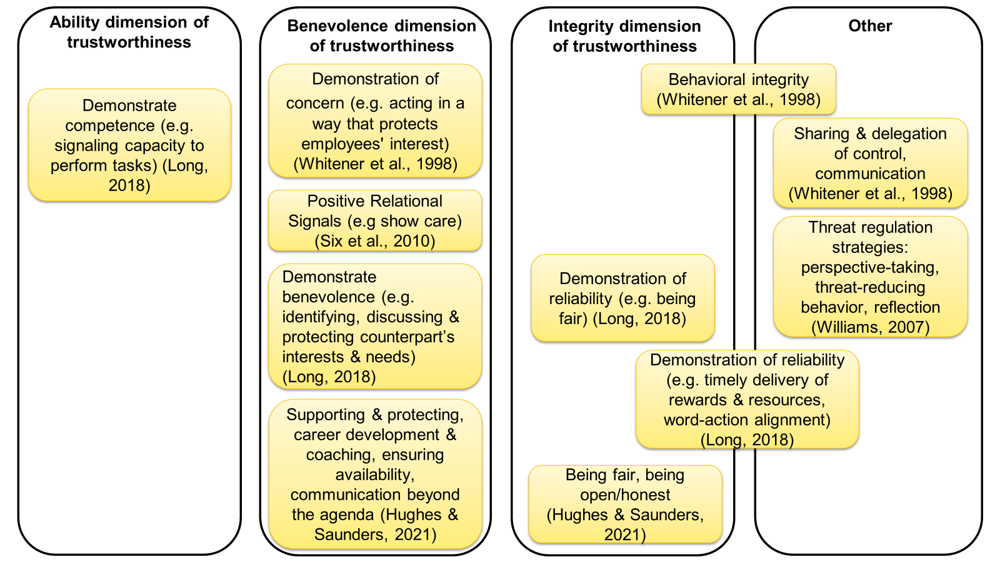 Ability dimension of
trustworthiness
Demonstrate
competence (e.g.
signaling capacity to
perform tasks) (Long,
2018)
Benevolence dimension
of trustworthiness
Demonstration of
concern (e.g. acting in a
way that protects
employees' interest)
(Whitener et al., 1998)
Positive Relational
Signals (e.g show care)
(Six et al., 2010)
Demonstrate
benevolence (e.g.
identifying, discussing &
protecting counterpart’s
interests & needs)
(Long, 2018)
Supporting & protecting,
career development &
coaching, ensuring
availability,
communication beyond
the agenda (Hughes &
Saunders, 2021)
Integrity dimension
of trustworthiness
Behavioral integrity
(Whitener et al., 1998)
Demonstration of
reliability (e.g. being
fair) (Long, 2018)
Demonstration of reliability
(e.g. timely delivery of
rewards & resources,
word-action alignment)
(Long, 2018)
Being fair, being
open/honest
(Hughes & Saunders,
2021)
Other
Sharing & delegation
of control,
communication
(Whitener et al., 1998)
Threat regulation
strategies:
perspective-taking,
threat-reducing
behavior, reflection
(Williams, 2007)